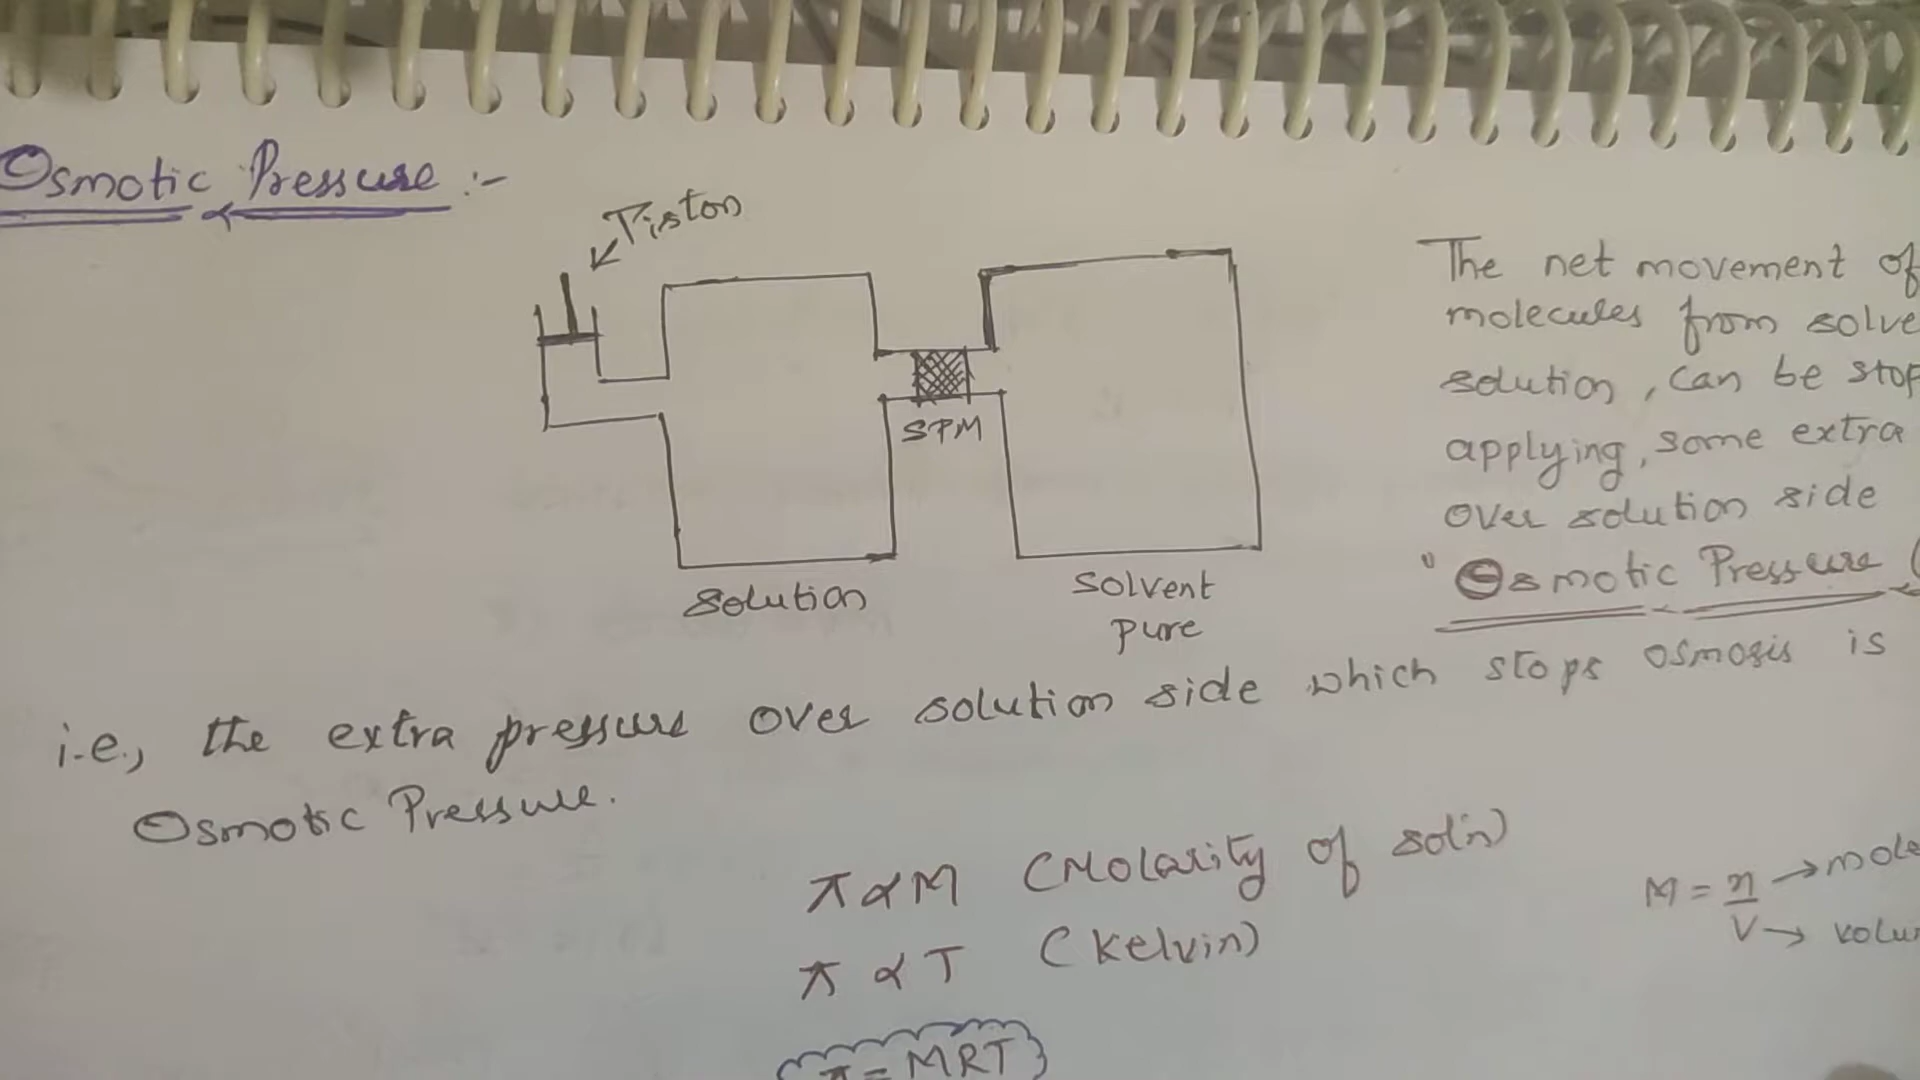 Osmotic Pressure :-
Piston
SPM
Solution
Solvent
pure
The net movement of
molecules from solve
solution, can be stop
applying, some extra
over solution side
" Osmotic Pressure (
i.e., the extra pressure over solution side which stops osmosis is
Osmotic Pressure.
π α M (Molarity of soln)
π α T (Kelvin)
π = MRT
M = n → mole
V → volu